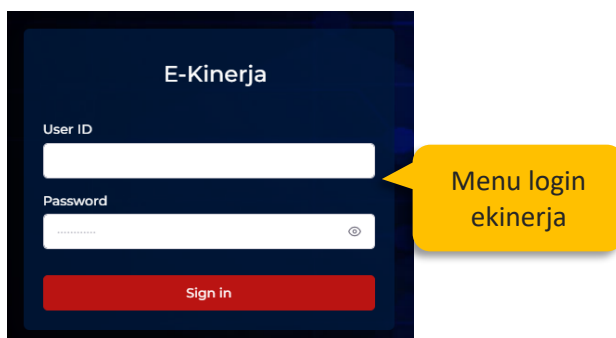 E-Kinerja
User ID
Password
............
Sign in
Menu login
ekinerja